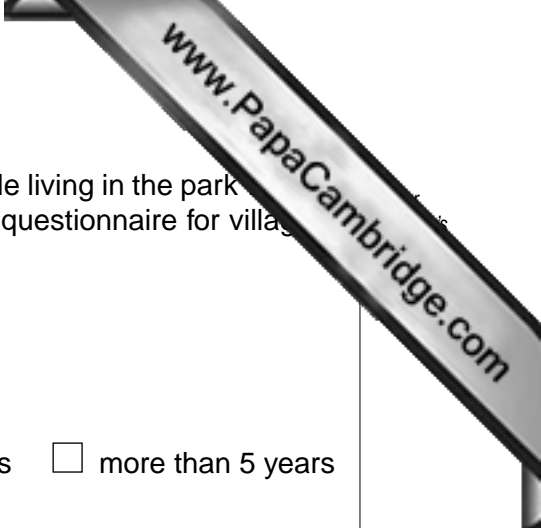 www.PapaCambridge.com
le living in the park
questionnaire for villag
s more than 5 years